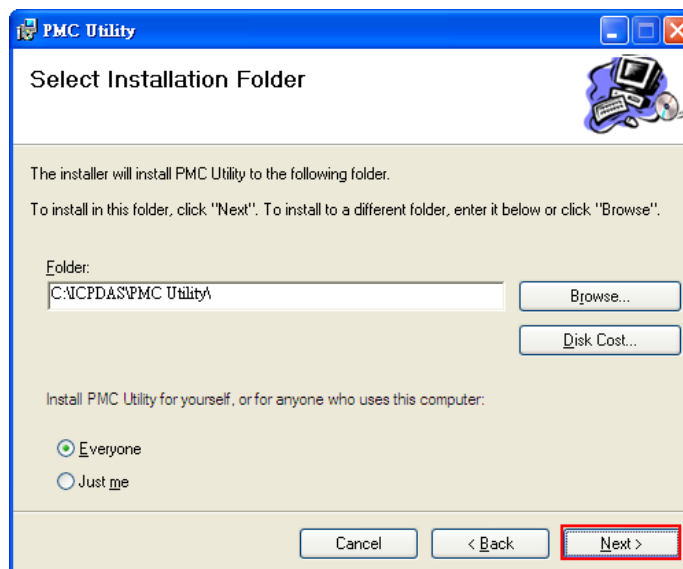 PMC Utility
Select Installation Folder
The installer will install PMC Utility to the following folder.
To install in this folder, click "Next". To install to a different folder, enter it below or click "Browse".
Folder:
C:\ICPDAS\PMC Utility\
Browse...
Disk Cost...
Install PMC Utility for yourself, or for anyone who uses this computer:
Everyone
Just me
Cancel
< Back
Next >